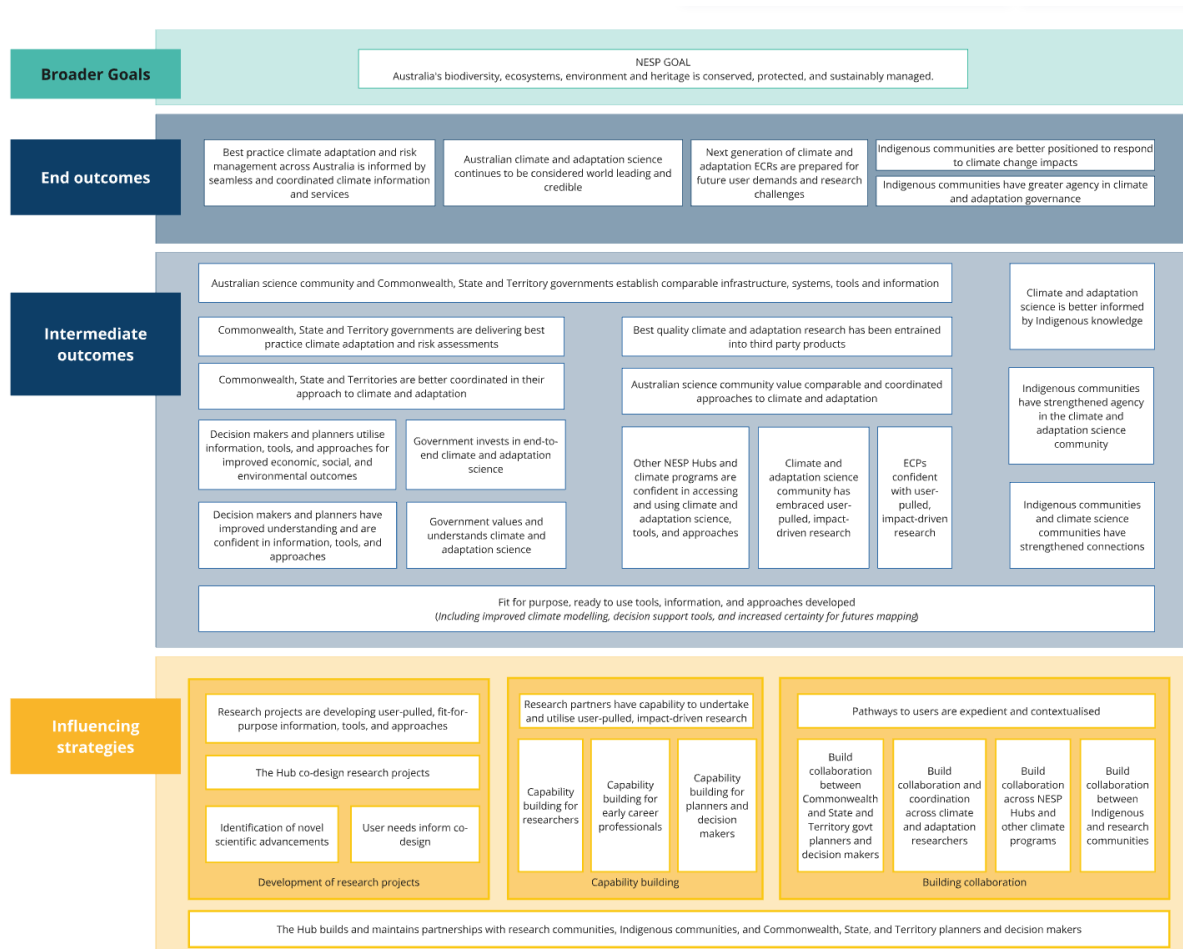 Broader Goals
NESP GOAL
Australia's biodiversity, ecosystems, environment and heritage is conserved, protected, and sustainably managed.
End outcomes
Best practice climate adaptation and risk
management across Australia is informed by
seamless and coordinated climate information
and services
Australian climate and adaptation science
continues to be considered world leading and
credible
Next generation of climate and
adaptation ECRs are prepared for
future user demands and research
challenges
Indigenous communities are better positioned to respond
to climate change impacts
Indigenous communities have greater agency in climate
and adaptation governance
Intermediate
outcomes
Australian science community and Commonwealth, State and Territory governments establish comparable infrastructure, systems, tools and information
Climate and adaptation
science is better informed
by Indigenous knowledge
Commonwealth, State and Territory governments are delivering best
practice climate adaptation and risk assessments
Best quality climate and adaptation research has been entrained
into third party products
Commonwealth, State and Territories are better coordinated in their
approach to climate and adaptation
Australian science community value comparable and coordinated
approaches to climate and adaptation
Indigenous communities
have strengthened agency
in the climate and
adaptation science
community
Decision makers and planners utilise
information, tools, and approaches for
improved economic, social, and
environmental outcomes
Government invests in end-to-
end climate and adaptation
science
Other NESP Hubs and
climate programs are
confident in accessing
and using climate and
adaptation science,
tools, and approaches
Climate and
adaptation science
community has
embraced user-
pulled, impact-
driven research
ECPs
confident
with user-
pulled,
impact-driven
research
Decision makers and planners have
improved understanding and are
confident in information, tools, and
approaches
Government values and
understands climate and
adaptation science
Indigenous communities
and climate science
communities have
strengthened connections
Fit for purpose, ready to use tools, information, and approaches developed
(Including improved climate modelling, decision support tools, and increased certainty for futures mapping)
Influencing
strategies
Research projects are developing user-pulled, fit-for-
purpose information, tools, and approaches
The Hub co-design research projects
Identification of novel
scientific advancements
User needs inform co-
design
Development of research projects
Research partners have capability to undertake
and utilise user-pulled, impact-driven research
Capability
building for
researchers
Capability
building for
early career
professionals
Capability
building for
planners and
decision
makers
Capability building
Pathways to users are expedient and contextualised
Build
collaboration
between
Commonwealth
and State and
Territory govt
planners and
decision makers
Build
collaboration and
coordination
across climate
and adaptation
researchers
Build
collaboration
across NESP
Hubs and
other climate
programs
Build
collaboration
between
Indigenous
and research
communities
Building collaboration
The Hub builds and maintains partnerships with research communities, Indigenous communities, and Commonwealth, State, and Territory planners and decision makers